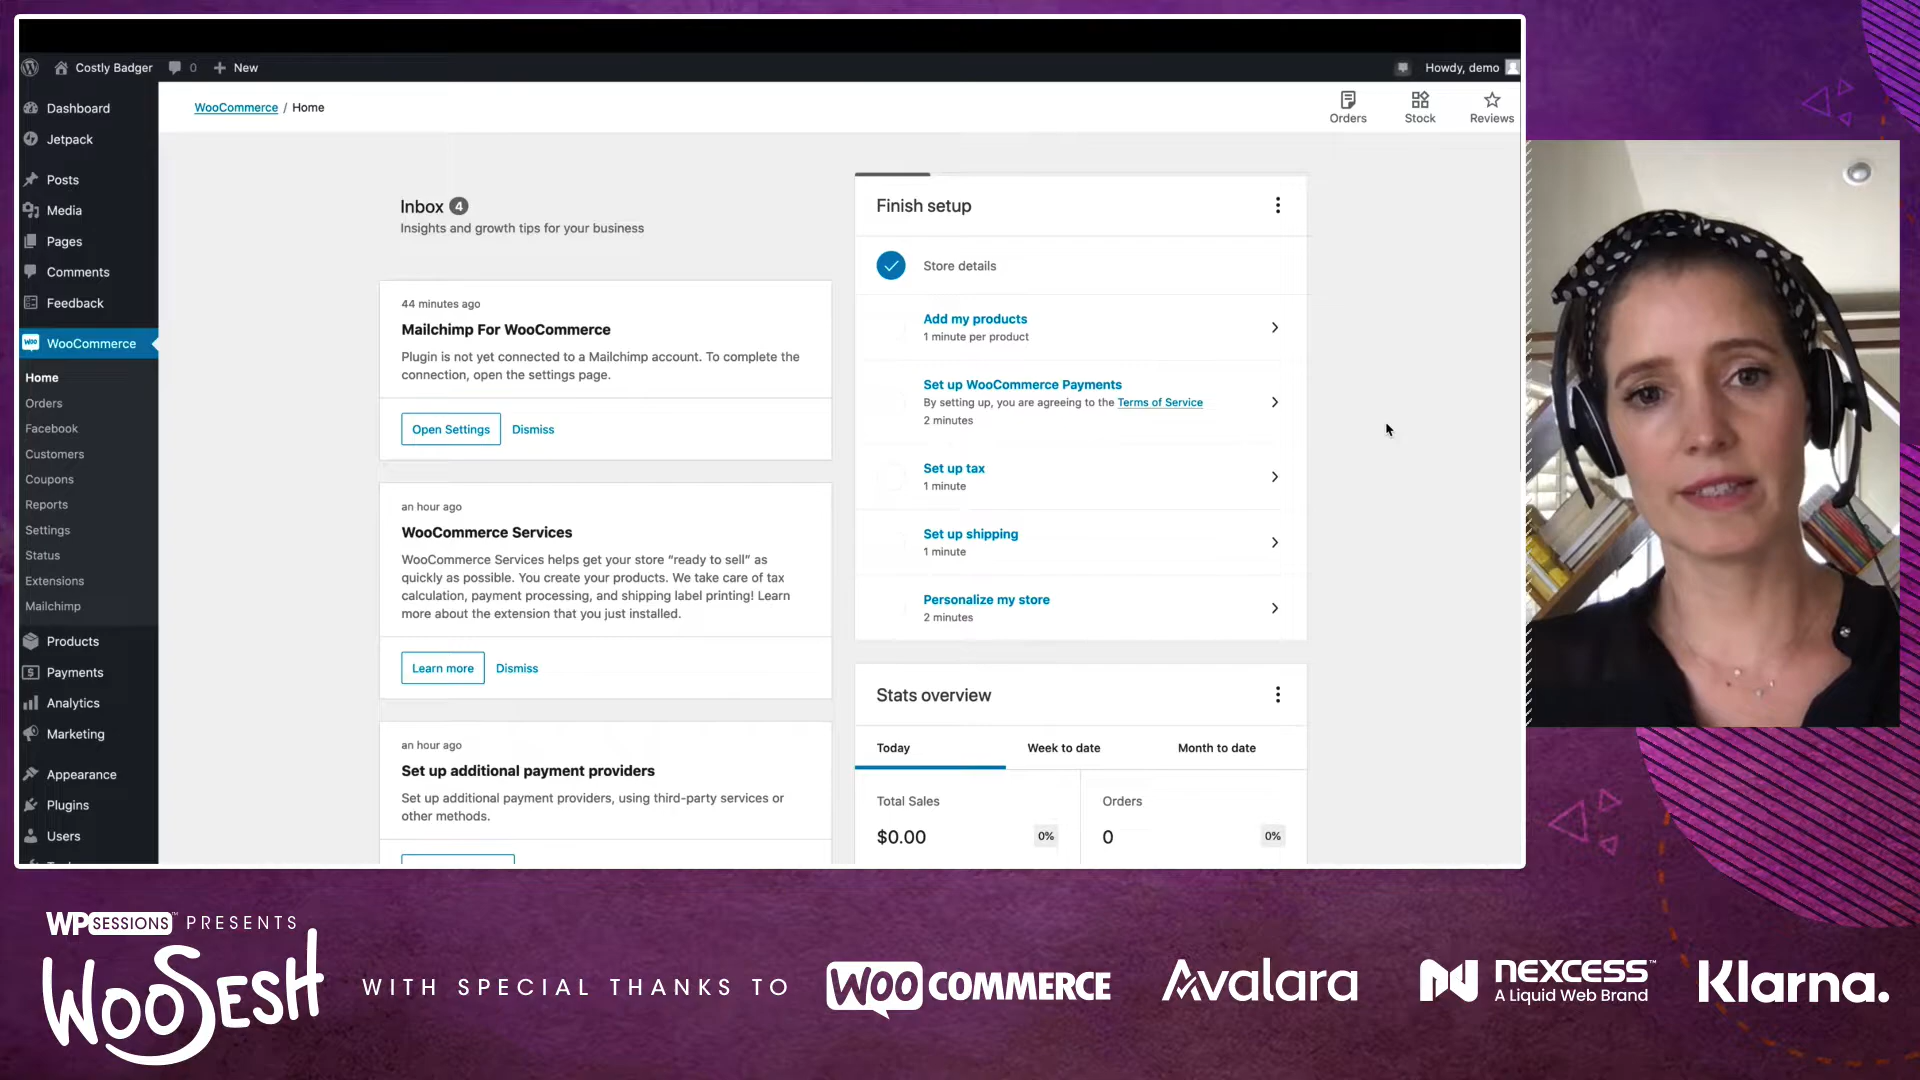 Costly Badger
0
New
Howdy, demo
Dashboard
Jetpack
Posts
Media
Pages
Comments
Feedback
WooCommerce
Home
Orders
Facebook
Customers
Coupons
Reports
Settings
Status
Extensions
Mailchimp
Products
Payments
Analytics
Marketing
Appearance
Plugins
Users
WooCommerce / Home
Orders
Stock
Reviews
Inbox 4
Insights and growth tips for your business
44 minutes ago
Mailchimp For WooCommerce
Plugin is not yet connected to a Mailchimp account. To complete the
connection, open the settings page.
Open Settings
Dismiss
an hour ago
WooCommerce Services
WooCommerce Services helps get your store “ready to sell” as
quickly as possible. You create your products. We take care of tax
calculation, payment processing, and shipping label printing! Learn
more about the extension that you just installed.
Learn more
Dismiss
an hour ago
Set up additional payment providers
Set up additional payment providers, using third-party services or
other methods.
Finish setup
Store details
Add my products
1 minute per product
Set up WooCommerce Payments
By setting up, you are agreeing to the Terms of Service
2 minutes
Set up tax
1 minute
Set up shipping
1 minute
Personalize my store
2 minutes
Stats overview
Today
Week to date
Month to date
Total Sales
$0.00
0%
Orders
0
0%
WPSESSIONS™ PRESENTS
WOOSESH
WITH SPECIAL THANKS TO
WOOCOMMERCE
Avalara
NEXCESS™
A Liquid Web Brand
Klarna.